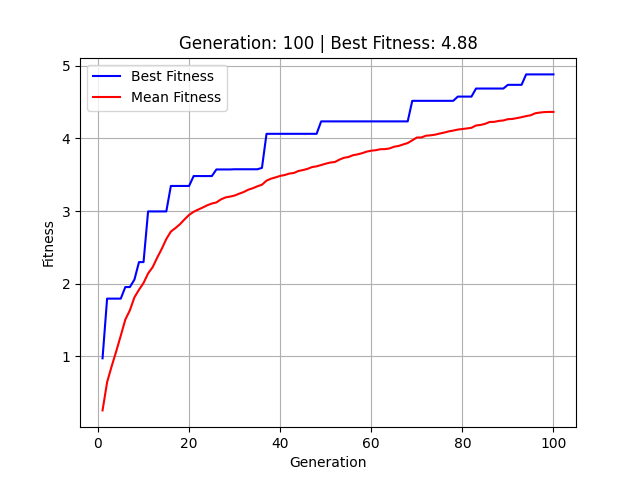 Generation: 100 | Best Fitness: 4.88
Best Fitness
Mean Fitness
Fitness
5
4
3
2
1
0 20 40 60 80 100
Generation